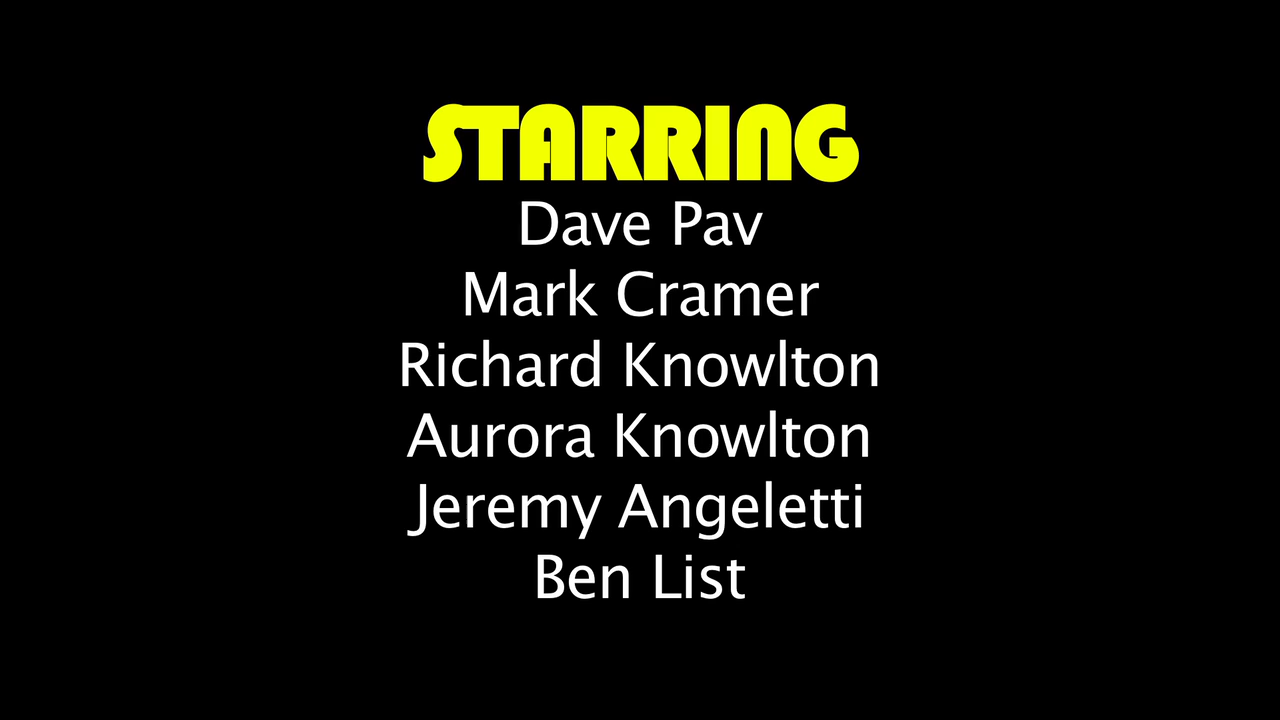 STARRING
Dave Pav
Mark Cramer
Richard Knowlton
Aurora Knowlton
Jeremy Angeletti
Ben List